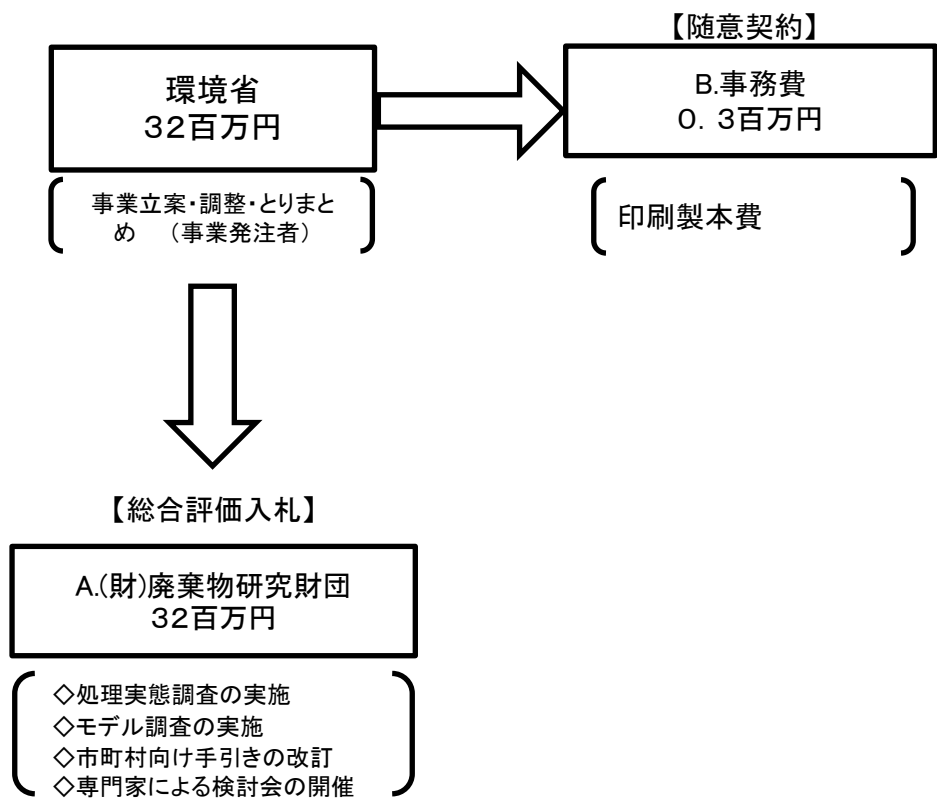 環境省
32百万円
事業立案・調整・とりまと
め　（事業発注者）
【随意契約】
B.事務費
０．３百万円
印刷製本費
【総合評価入札】
A.(財)廃棄物研究財団
32百万円
◇処理実態調査の実施
◇モデル調査の実施
◇市町村向け手引きの改訂
◇専門家による検討会の開催